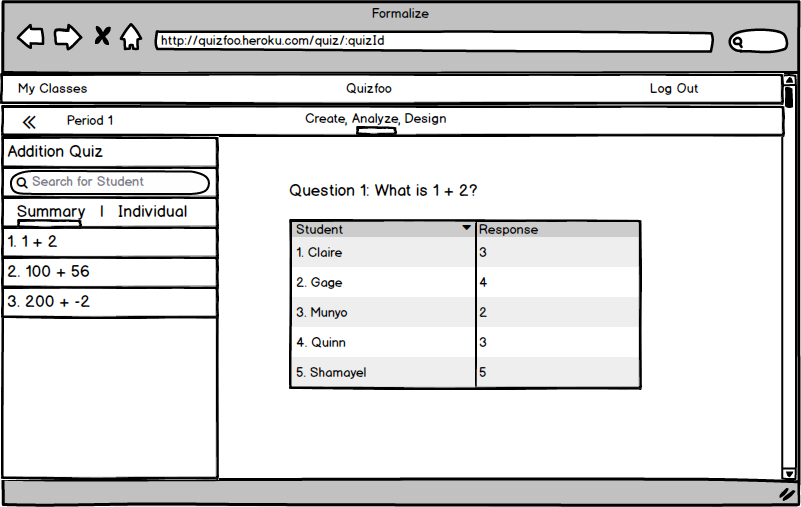 Formalize
http://quizfoo.heroku.com/quiz/:quizId
My Classes Quizfoo Log Out
Period 1 Create, Analyze, Design
Addition Quiz
Search for Student
Summary | Individual
1. 1 + 2
2. 100 + 56
3. 200 + -2
Question 1: What is 1 + 2?
Student Response
1. Claire 3
2. Gage 4
3. Munyo 2
4. Quinn 3
5. Shamayel 5